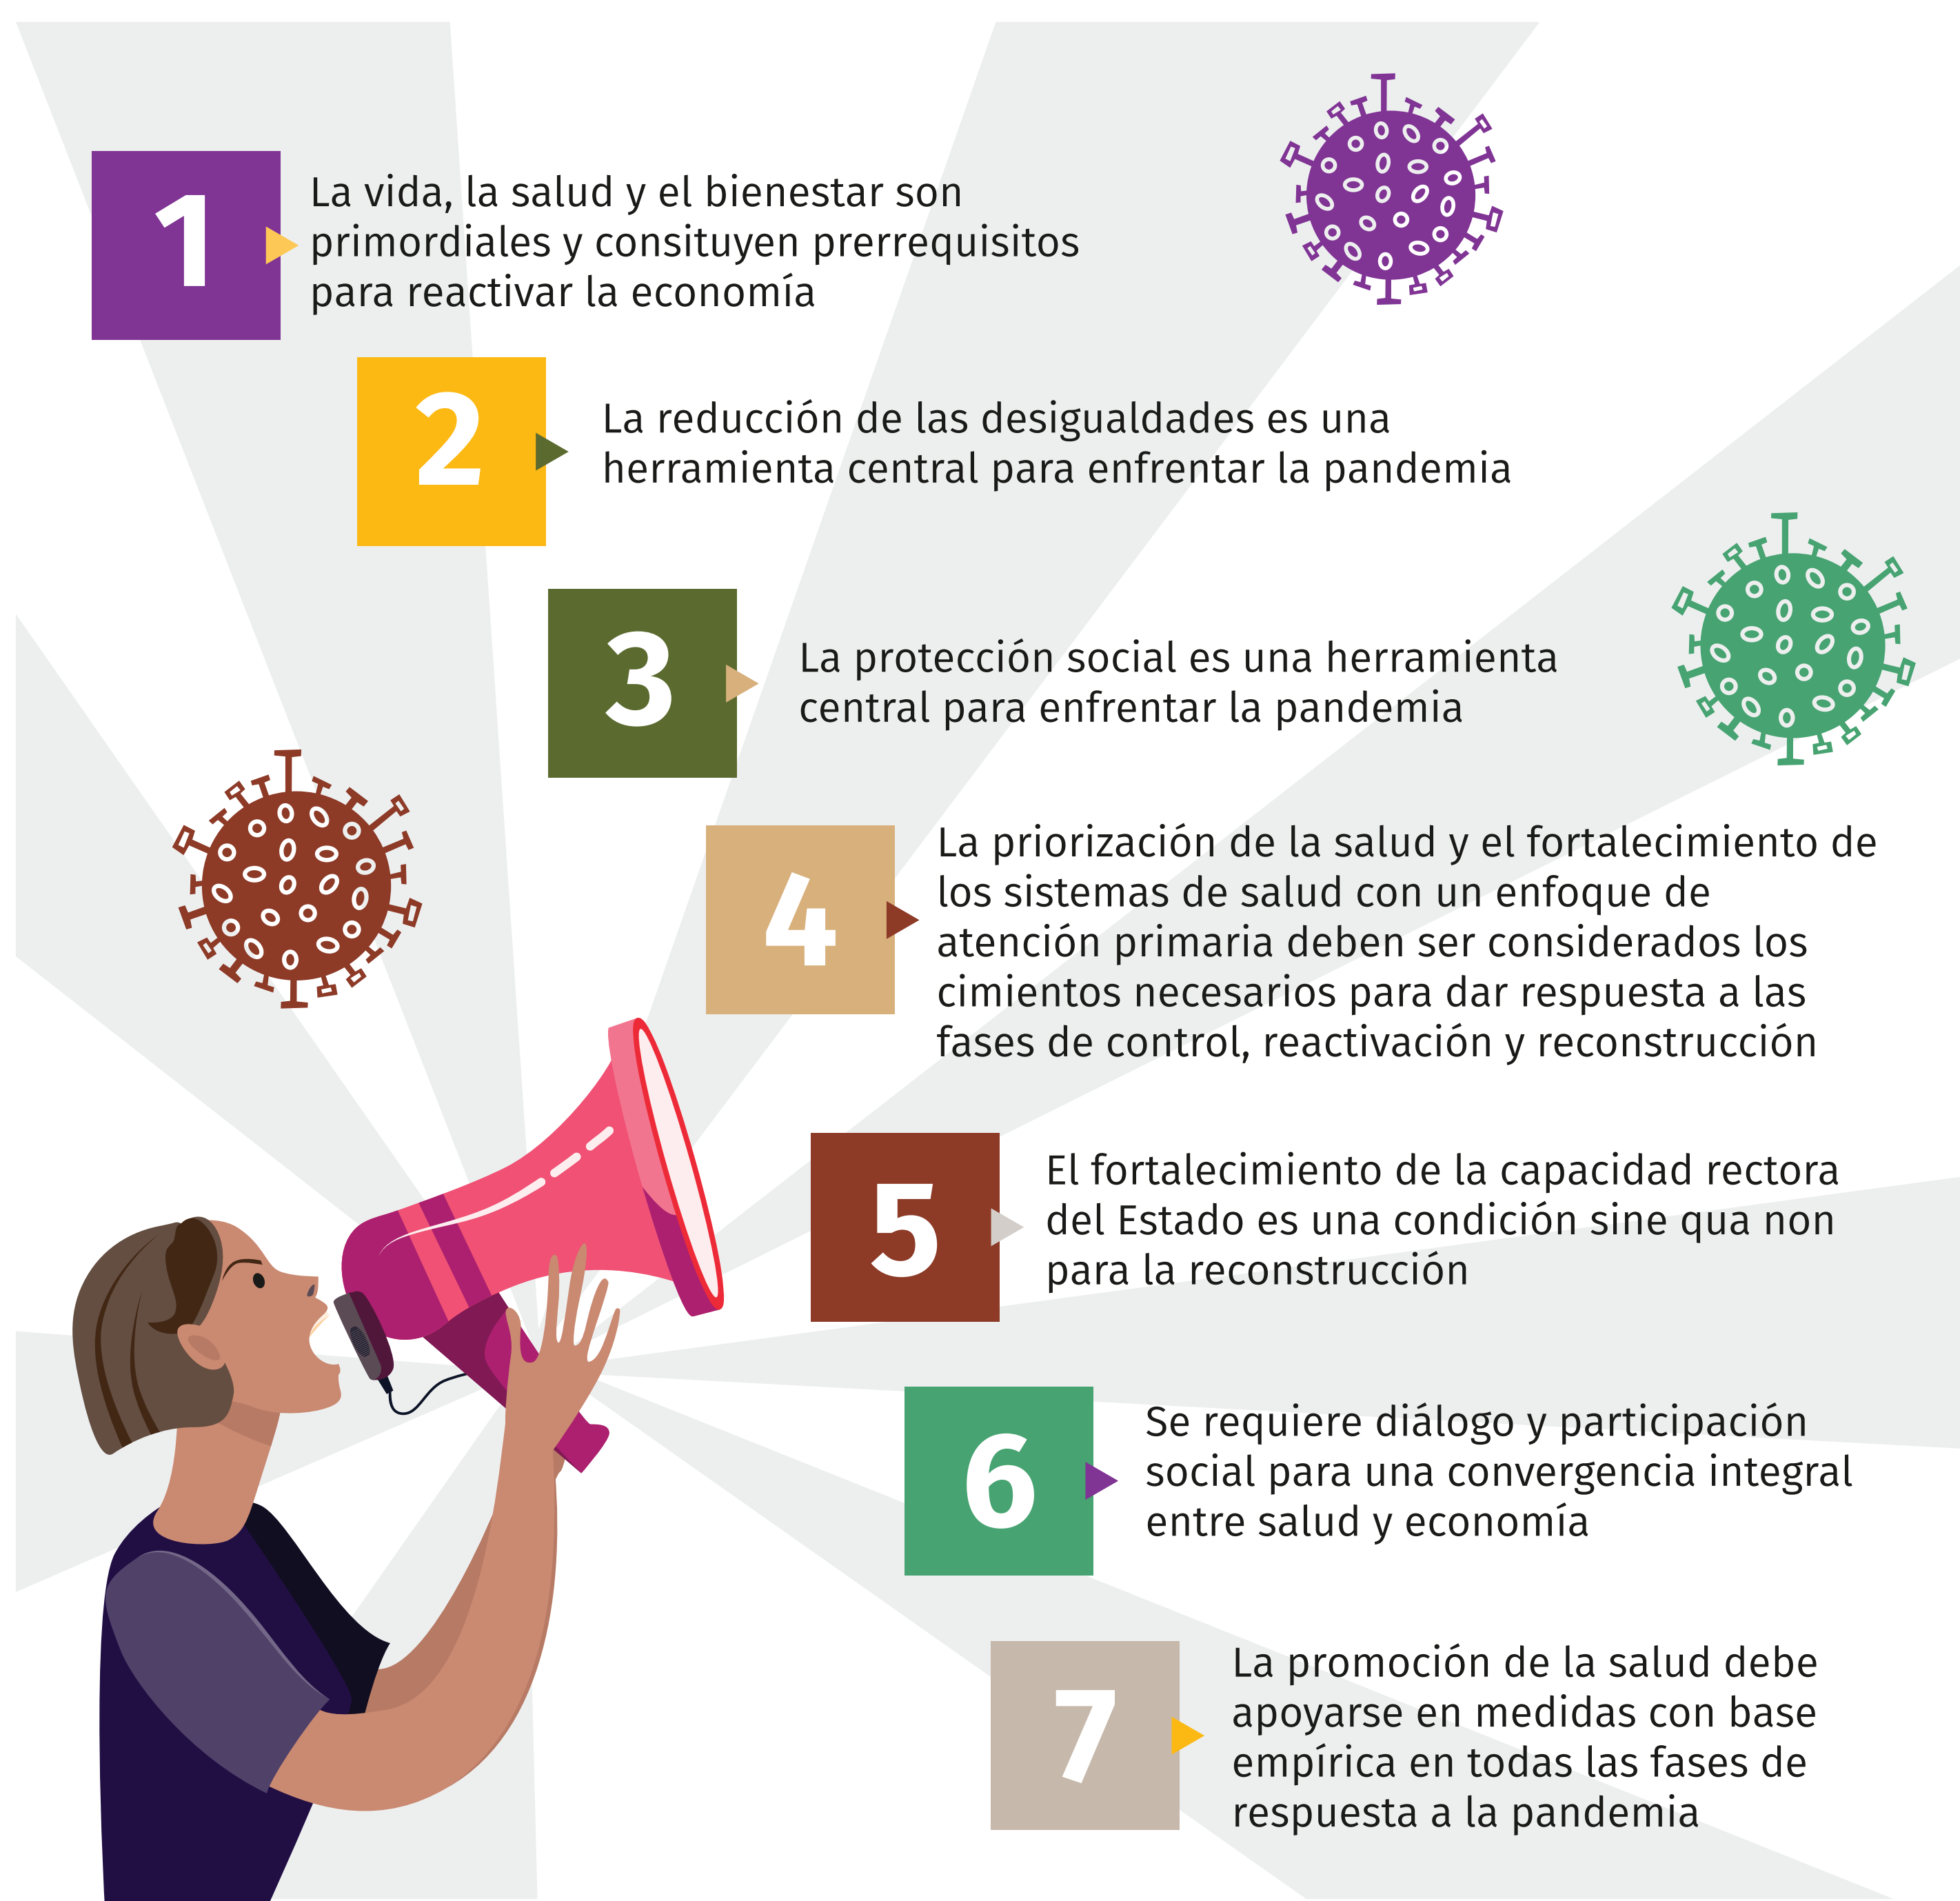 1
La vida, la salud y el bienestar son
primordiales y consituyen prerrequisitos
para reactivar la economía
2
La reducción de las desigualdades es una
herramienta central para enfrentar la pandemia
3
La protección social es una herramienta
central para enfrentar la pandemia
4
La priorización de la salud y el fortalecimiento de
los sistemas de salud con un enfoque de
atención primaria deben ser considerados los
cimientos necesarios para dar respuesta a las
fases de control, reactivación y reconstrucción
5
El fortalecimiento de la capacidad rectora
del Estado es una condición sine qua non
para la reconstrucción
6
Se requiere diálogo y participación
social para una convergencia integral
entre salud y economía
7
La promoción de la salud debe
apoyarse en medidas con base
empírica en todas las fases de
respuesta a la pandemia